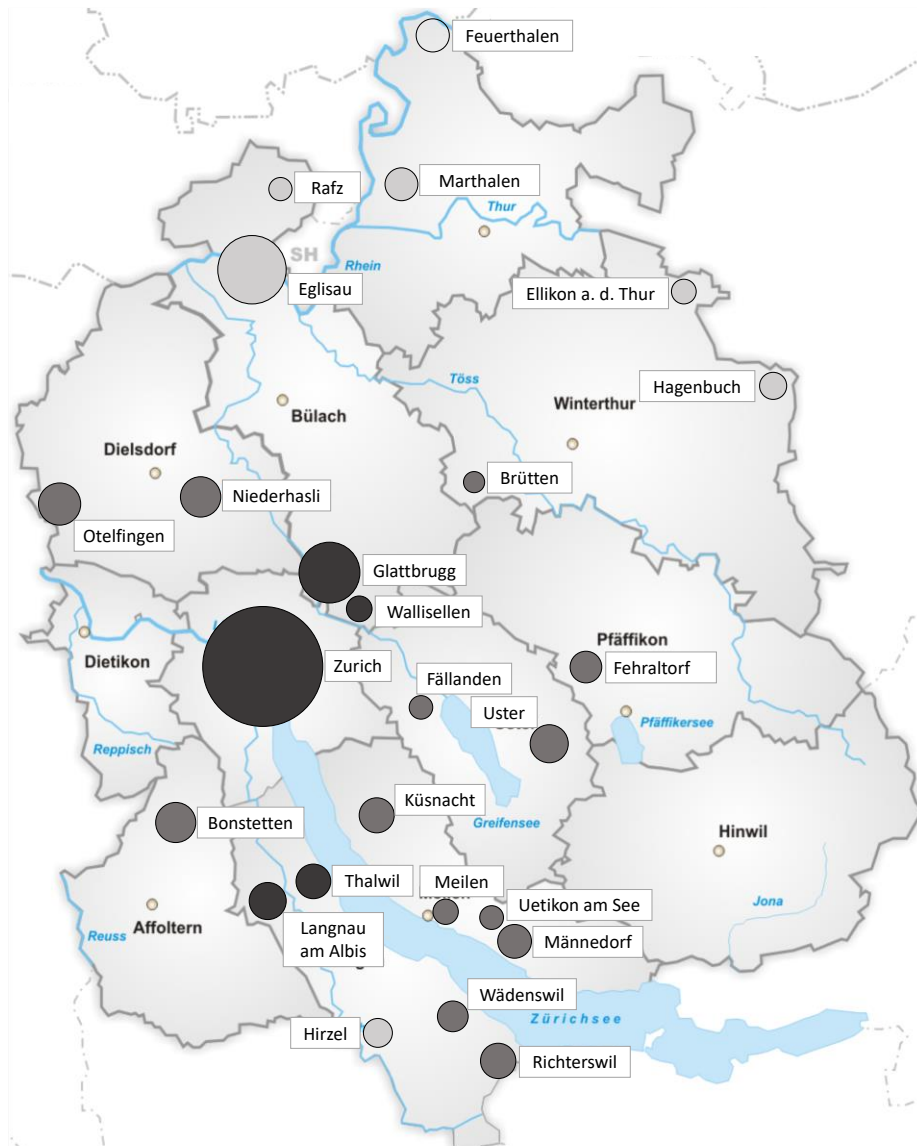 Feuerthalen
Rafz
Marthalen
Thur
SH
Rhein
Eglisau
Ellikon a. d. Thur
Töss
Hagenbuch
Winterthur
Bülach
Dielsdorf
Brütten
Niederhasli
Otelfingen
Glattbrugg
Wallisellen
Pfäffikon
Dietikon
Zurich
Fehraltorf
Fällanden
Uster
Pfäffikersee
Reppisch
Küsnacht
Bonstetten
Greifensee
Hinwil
Thalwil
Meilen
Uetikon am See
Jona
Affoltern
Langnau
am Albis
Männedorf
Reuss
Wädenswil
Zürichsee
Hirzel
Richterswil